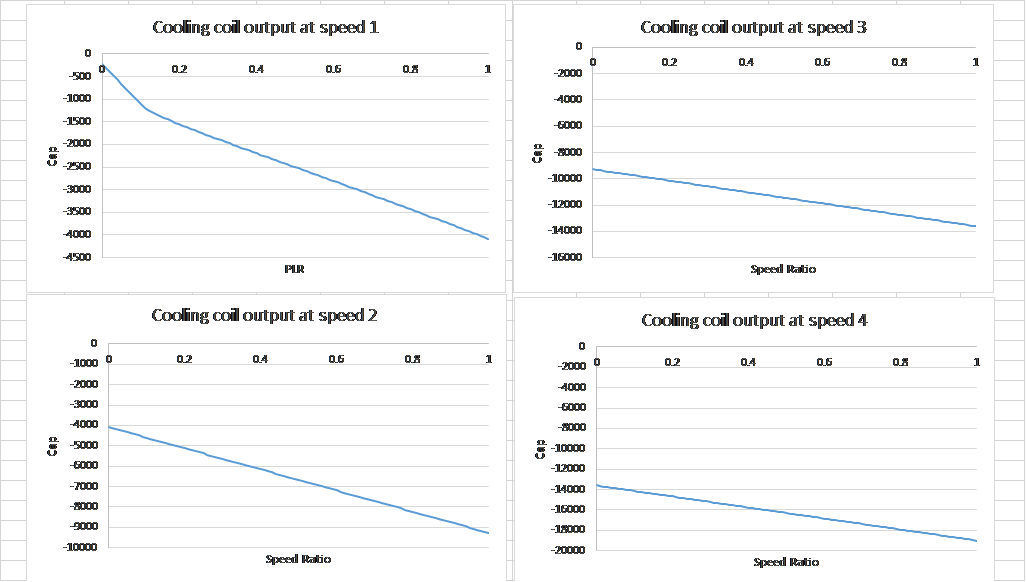 Cooling coil output at speed 1
0
-500
-1000
-1500
-2000
-2500
-3000
-3500
-4000
-4500
0 0.2 0.4 0.6 0.8 1
Cap
PLR
Cooling coil output at speed 3
0
-2000
-4000
-6000
-8000
-10000
-12000
-14000
-16000
0 0.2 0.4 0.6 0.8 1
Cap
Speed Ratio
Cooling coil output at speed 2
0
-1000
-2000
-3000
-4000
-5000
-6000
-7000
-8000
-9000
-10000
0 0.2 0.4 0.6 0.8 1
Cap
Speed Ratio
Cooling coil output at speed 4
0
-2000
-4000
-6000
-8000
-10000
-12000
-14000
-16000
-18000
-20000
0 0.2 0.4 0.6 0.8 1
Cap
Speed Ratio